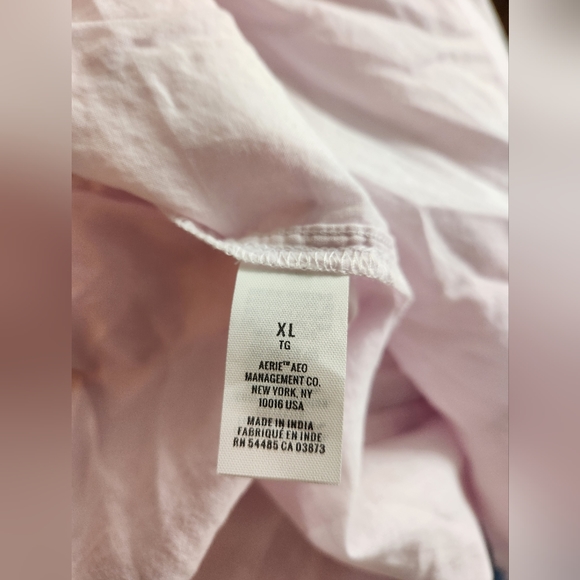 XL
TG
AERIE™ AEO
MANAGEMENT CO.
NEW YORK, NY
10016 USA
MADE IN INDIA
FABRIQUÉ EN INDE
RN 54485 CA 03873